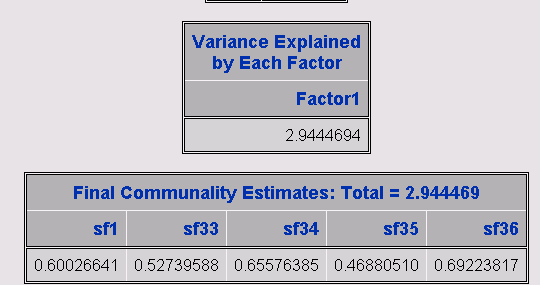 Variance Explained
by Each Factor
Factor1
2.9444694
Final Communality Estimates: Total = 2.944469
sf1 sf33 sf34 sf35 sf36
0.60026641 0.52739588 0.65576385 0.46880510 0.69223817